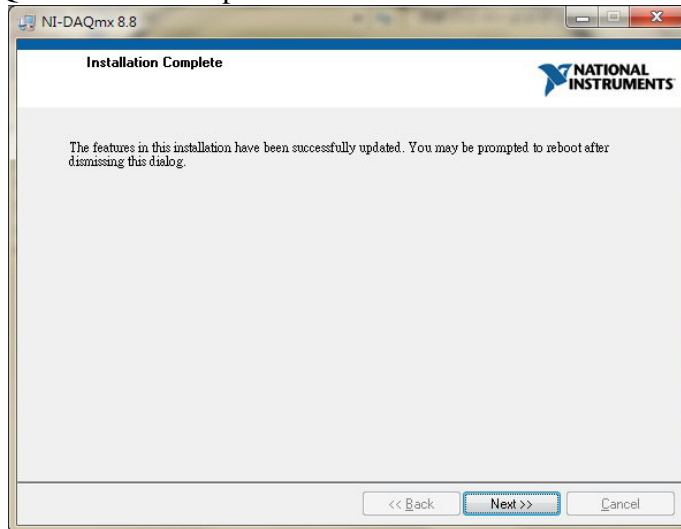 NI-DAQmx 8.8
Installation Complete
NATIONAL
INSTRUMENTS
The features in this installation have been successfully updated. You may be prompted to reboot after
dismissing this dialog.
<< Back Next >> Cancel